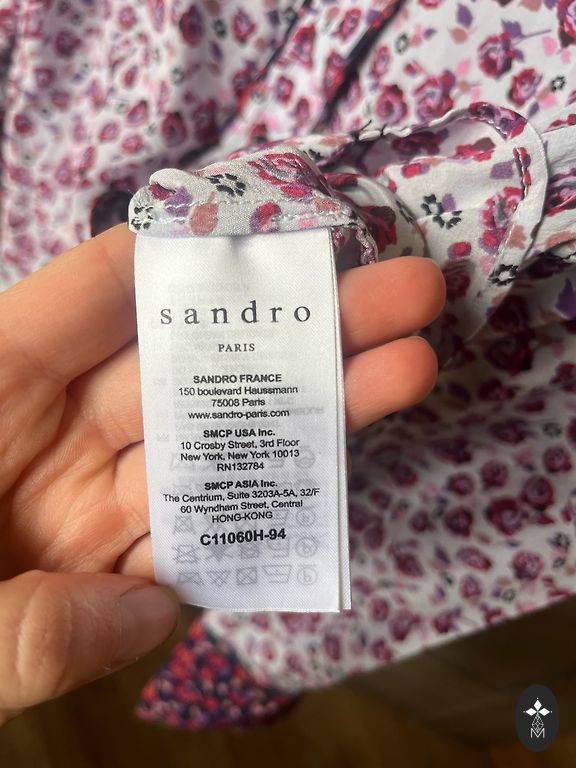 sandro
PARIS
SANDRO FRANCE
150 boulevard Haussmann
75008 Paris
www.sandro-paris.com
SMCP USA Inc.
10 Crosby Street, 3rd Floor
New York, New York 10013
RN132784
SMCP ASIA Inc.
The Centrium, Suite 3203A-5A, 32/F
60 Wyndham Street, Central
HONG-KONG
C11060H-94
M